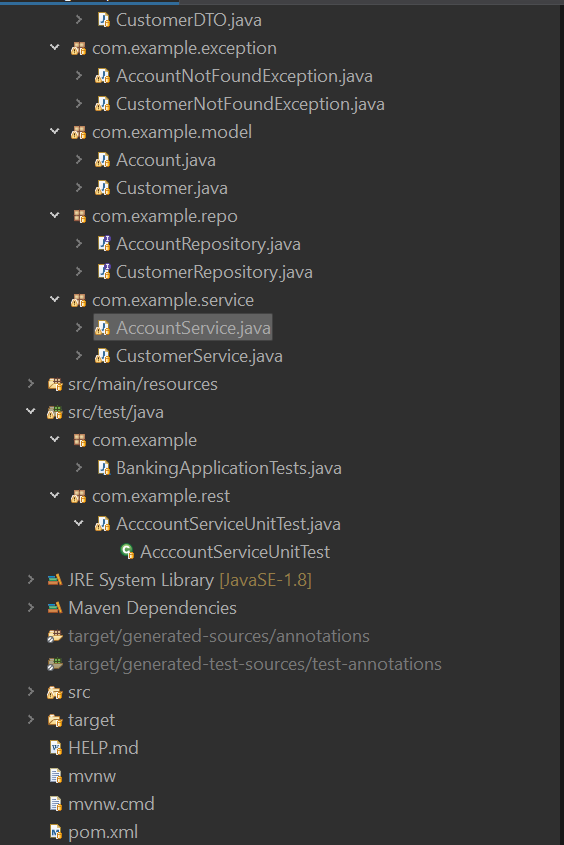 CustomerDTO.java
com.example.exception
AccountNotFoundException.java
CustomerNotFoundException.java
com.example.model
Account.java
Customer.java
com.example.repo
AccountRepository.java
CustomerRepository.java
com.example.service
AccountService.java
CustomerService.java
src/main/resources
src/test/java
com.example
BankingApplicationTests.java
com.example.rest
AcccountServiceUnitTest.java
AcccountServiceUnitTest
JRE System Library [JavaSE-1.8]
Maven Dependencies
target/generated-sources/annotations
target/generated-test-sources/test-annotations
src
target
HELP.md
mvnw
mvnw.cmd
pom.xml